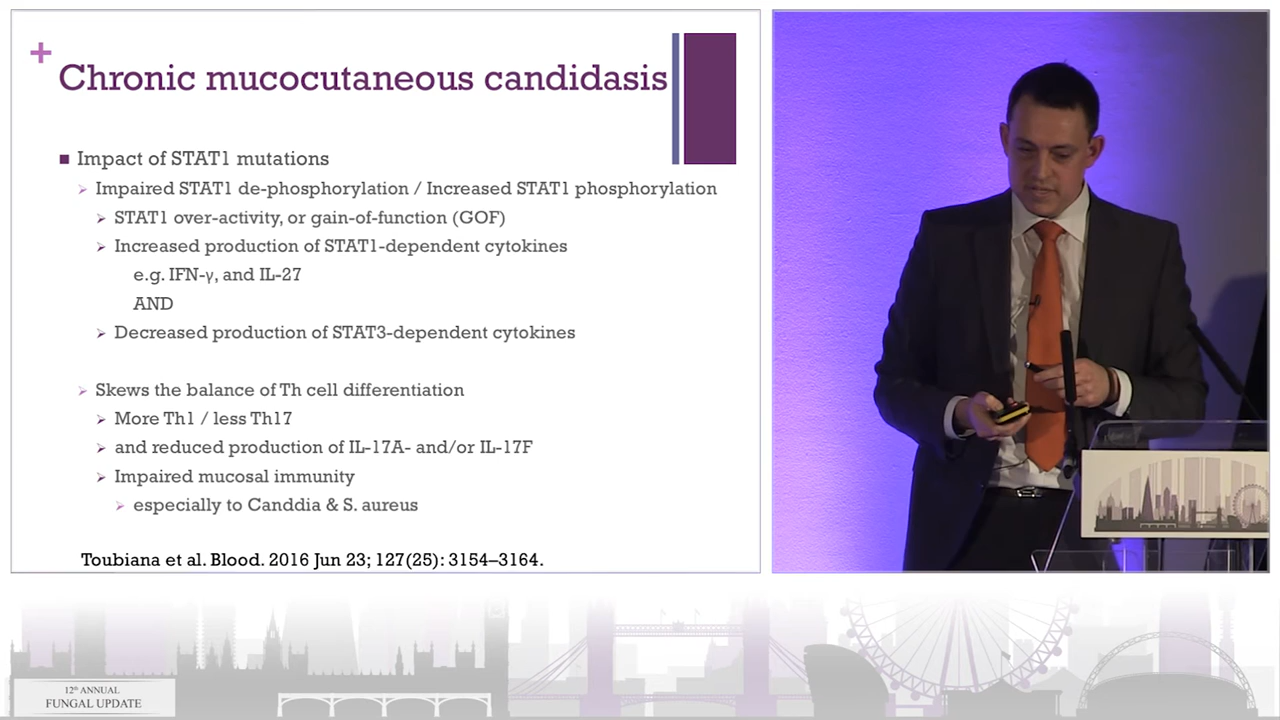 +
Chronic mucocutaneous candidasis
Impact of STAT1 mutations
Impaired STAT1 de-phosphorylation / Increased STAT1 phosphorylation
STAT1 over-activity, or gain-of-function (GOF)
Increased production of STAT1-dependent cytokines
e.g. IFN-γ, and IL-27
AND
Decreased production of STAT3-dependent cytokines
Skews the balance of Th cell differentiation
More Th1 / less Th17
and reduced production of IL-17A- and/or IL-17F
Impaired mucosal immunity
especially to Canddia & S. aureus
Toubiana et al. Blood. 2016 Jun 23; 127(25): 3154–3164.
12th ANNUAL
FUNGAL UPDATE